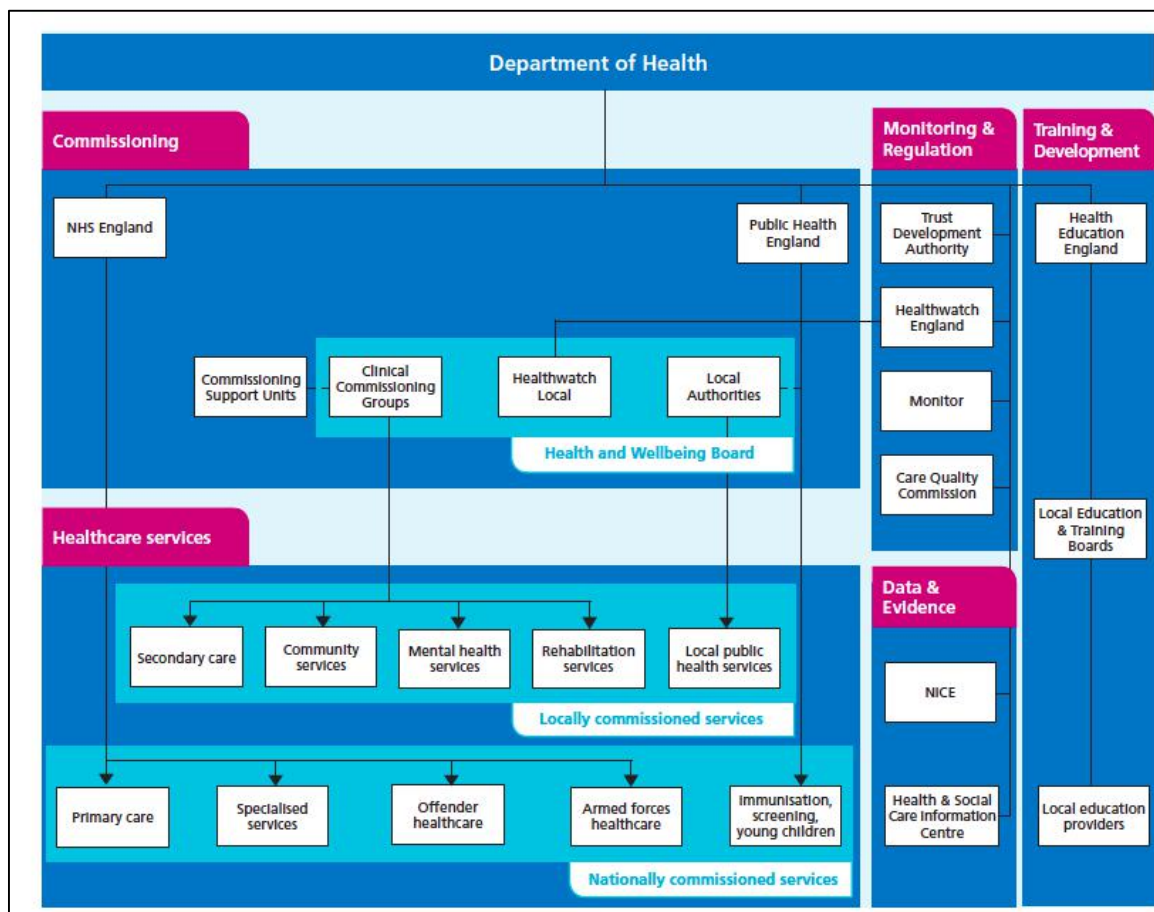 Department of Health
Commissioning
Monitoring &
Regulation
Training &
Development
NHS England
Public Health
England
Trust
Development
Authority
Health
Education
England
Healthwatch
England
Commissioning
Support Units
Clinical
Commissioning
Groups
Healthwatch
Local
Local
Authorities
Monitor
Health and Wellbeing Board
Care Quality
Commission
Local Education
& Training
Boards
Healthcare services
Data &
Evidence
Secondary care
Community
services
Mental health
services
Rehabilitation
services
Local public
health services
NICE
Locally commissioned services
Primary care
Specialised
services
Offender
healthcare
Armed forces
healthcare
Immunisation,
screening,
young children
Health & Social
Care Information
Centre
Local education
providers
Nationally commissioned services